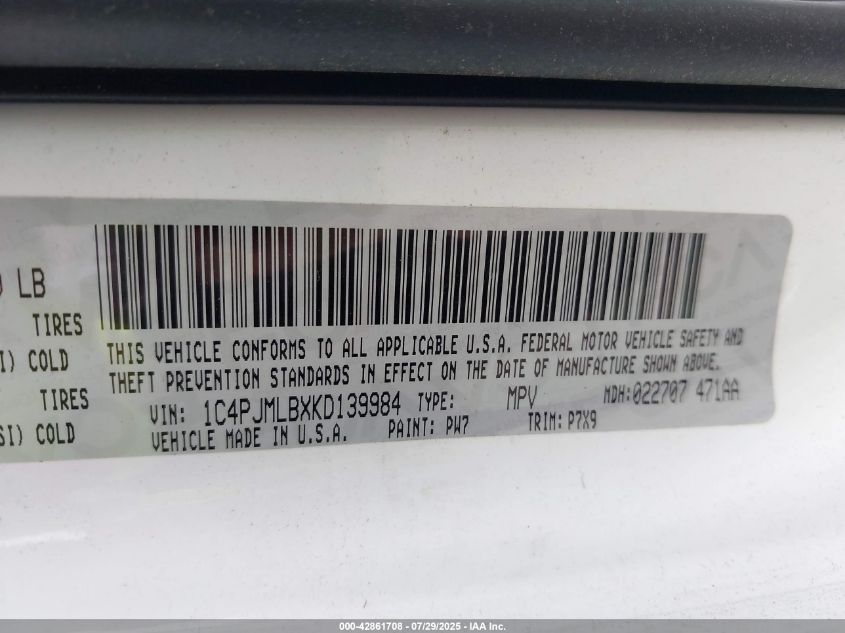 LB
TIRES
COLD
TIRES
COLD
THIS VEHICLE CONFORMS TO ALL APPLICABLE U.S.A. FEDERAL MOTOR VEHICLE SAFETY AND
THEFT PREVENTION STANDARDS IN EFFECT ON THE DATE OF MANUFACTURE SHOWN ABOVE.
VIN: 1C4PJMLBXKD139984 TYPE: MPV MDH:022707 471AA
VEHICLE MADE IN U.S.A. PAINT: PW7 TRIM: P7X9
000-42861708 - 07/29/2025 - IAA Inc.